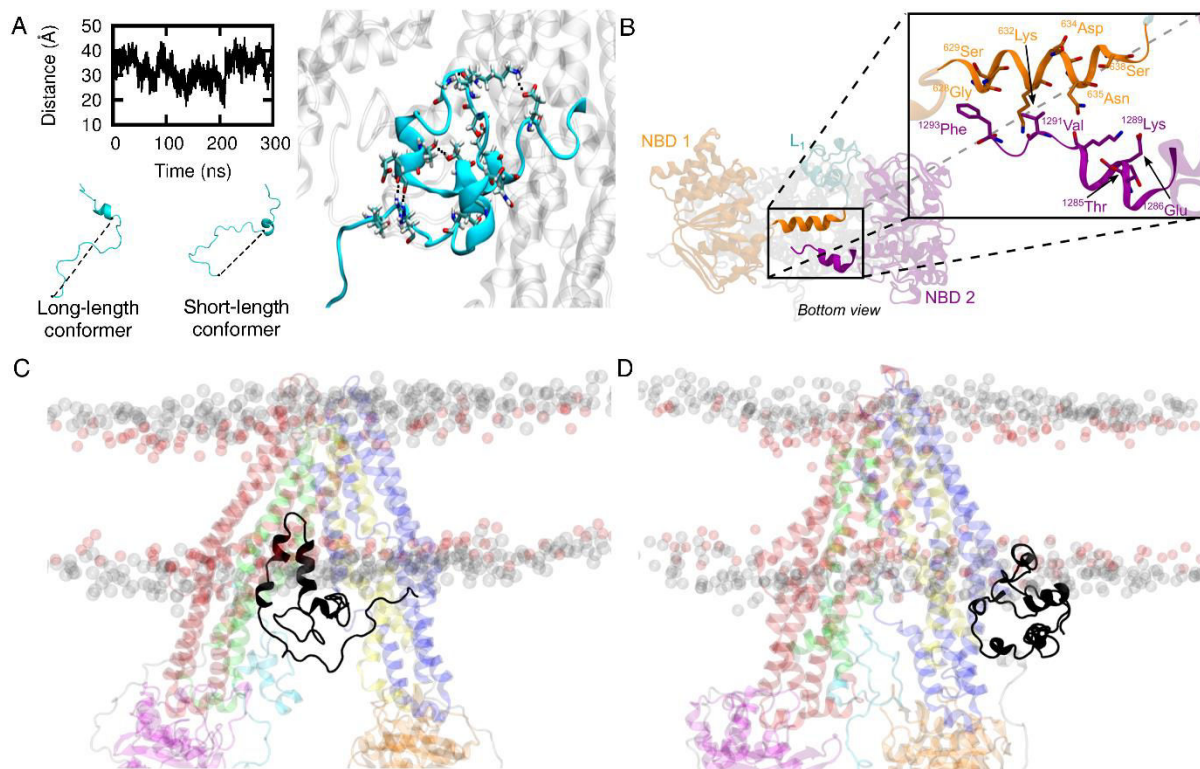 A
Distance (Å)
50
40
30
20
10
0
100
200
300
Time (ns)
Long-length
conformer
Short-length
conformer
B
NBD 1
L1
NBD 2
Bottom view
634Asp
632Lys
629Ser
638Ser
628Gly
635Asn
1293Phe
1291Val
1289Lys
1285Thr
1286Glu
C
D